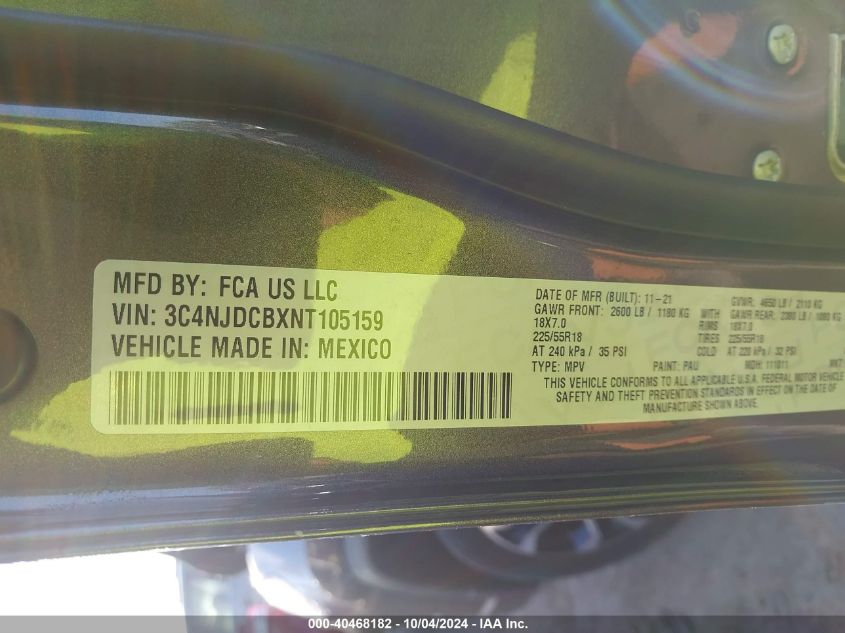 MFD BY: FCA US LLC
VIN: 3C4NJDCBXNT105159
VEHICLE MADE IN: MEXICO
DATE OF MFR (BUILT): 11-21 GVWR: 4650 LB / 2110 KG
GAWR FRONT: 2600 LB / 1180 KG WITH GAWR REAR: 2380 LB / 1080 KG
18X7.0 RIMS 18X7.0
225/55R18 TIRES 225/55R18
AT 240 kPa / 35 PSI COLD AT 220 kPa / 32 PSI
TYPE: MPV PAINT: PAU MDH: 111011 MKT:
THIS VEHICLE CONFORMS TO ALL APPLICABLE U.S.A. FEDERAL MOTOR VEHICLE
SAFETY AND THEFT PREVENTION STANDARDS IN EFFECT ON THE DATE OF
MANUFACTURE SHOWN ABOVE.
000-40468182 - 10/04/2024 - IAA Inc.